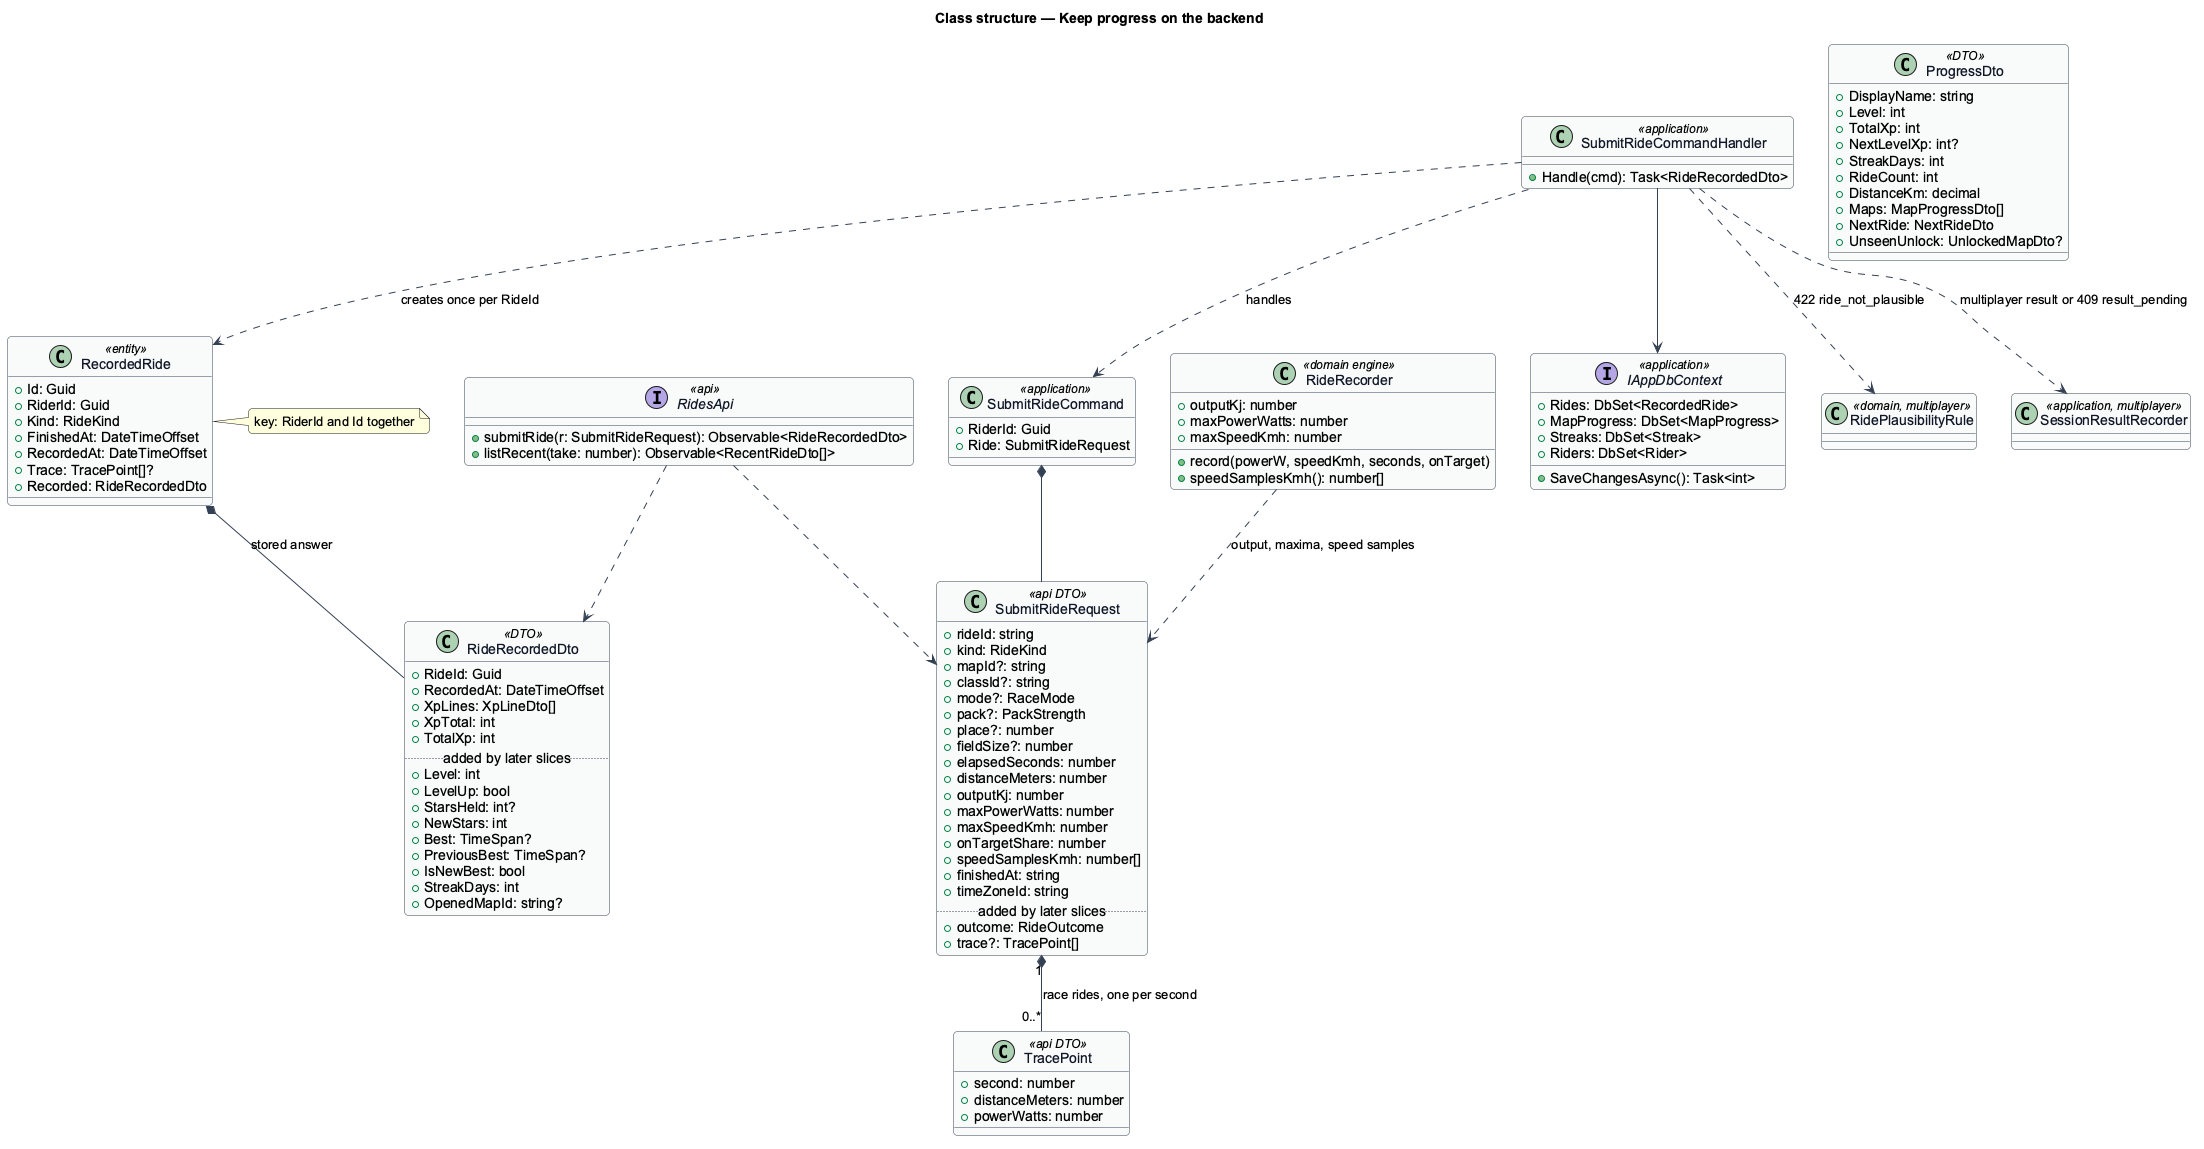 Class structure — Keep progress on the backend
«DTO»
ProgressDto
DisplayName: string
Level: int
TotalXp: int
NextLevelXp: int?
StreakDays: int
RideCount: int
DistanceKm: decimal
Maps: MapProgressDto[]
NextRide: NextRideDto
UnseenUnlock: UnlockedMapDto?
«application»
SubmitRideCommandHandler
Handle(cmd): Task<RideRecordedDto>
creates once per RideId
handles
422 ride_not_plausible
multiplayer result or 409 result_pending
«entity»
RecordedRide
Id: Guid
RiderId: Guid
Kind: RideKind
FinishedAt: DateTimeOffset
RecordedAt: DateTimeOffset
Trace: TracePoint[]?
Recorded: RideRecordedDto
key: RiderId and Id together
«api»
RidesApi
submitRide(r: SubmitRideRequest): Observable<RideRecordedDto>
listRecent(take: number): Observable<RecentRideDto[]>
«application»
SubmitRideCommand
RiderId: Guid
Ride: SubmitRideRequest
«domain engine»
RideRecorder
outputKj: number
maxPowerWatts: number
maxSpeedKmh: number
record(powerW, speedKmh, seconds, onTarget)
speedSamplesKmh(): number[]
«application»
IAppDbContext
Rides: DbSet<RecordedRide>
MapProgress: DbSet<MapProgress>
Streaks: DbSet<Streak>
Riders: DbSet<Rider>
SaveChangesAsync(): Task<int>
«domain, multiplayer»
RidePlausibilityRule
«application, multiplayer»
SessionResultRecorder
stored answer
output, maxima, speed samples
«DTO»
RideRecordedDto
RideId: Guid
RecordedAt: DateTimeOffset
XpLines: XpLineDto[]
XpTotal: int
TotalXp: int
added by later slices
Level: int
LevelUp: bool
StarsHeld: int?
NewStars: int
Best: TimeSpan?
PreviousBest: TimeSpan?
IsNewBest: bool
StreakDays: int
OpenedMapId: string?
«api DTO»
SubmitRideRequest
rideId: string
kind: RideKind
mapId?: string
classId?: string
mode?: RaceMode
pack?: PackStrength
place?: number
fieldSize?: number
elapsedSeconds: number
distanceMeters: number
outputKj: number
maxPowerWatts: number
maxSpeedKmh: number
onTargetShare: number
speedSamplesKmh: number[]
finishedAt: string
timeZoneId: string
added by later slices
outcome: RideOutcome
trace?: TracePoint[]
1
race rides, one per second
0..*
«api DTO»
TracePoint
second: number
distanceMeters: number
powerWatts: number